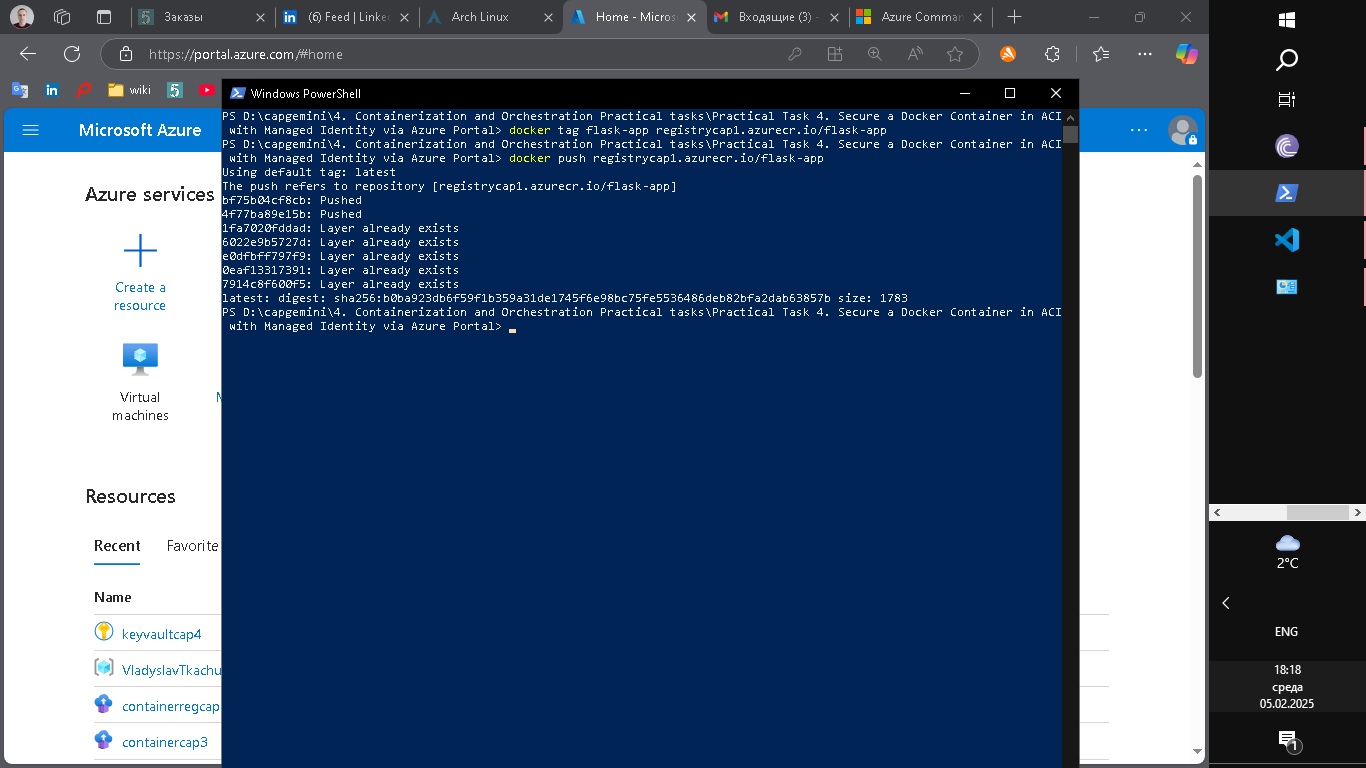 Заказы
(6) Feed | Linke
Arch Linux
Home - Micros
Входящие (3) -
Azure Comman
https://portal.azure.com/#home
wiki
Microsoft Azure
Azure services
Create a
resource
Virtual
machines
M
Resources
Recent
Favorite
Name
keyvaultcap4
VladyslavTkachu
containerregcap
containercap3
Windows PowerShell
PS D:\capgemini\4. Containerization and Orchestration Practical tasks\Practical Task 4. Secure a Docker Container in ACI
with Managed Identity via Azure Portal> docker tag flask-app registrycap1.azurecr.io/flask-app
PS D:\capgemini\4. Containerization and Orchestration Practical tasks\Practical Task 4. Secure a Docker Container in ACI
with Managed Identity via Azure Portal> docker push registrycap1.azurecr.io/flask-app
Using default tag: latest
The push refers to repository [registrycap1.azurecr.io/flask-app]
bf75b04cf8cb: Pushed
4f77ba89e15b: Pushed
1fa7020fddad: Layer already exists
6022e9b5727d: Layer already exists
e0dfbff797f9: Layer already exists
0eaf13317391: Layer already exists
7914c8f600f5: Layer already exists
latest: digest: sha256:b0ba923db6f59f1b359a31de1745f6e98bc75fe5536486deb82bfa2dab63857b size: 1783
PS D:\capgemini\4. Containerization and Orchestration Practical tasks\Practical Task 4. Secure a Docker Container in ACI
with Managed Identity via Azure Portal>
2°C
ENG
18:18
среда
05.02.2025
1